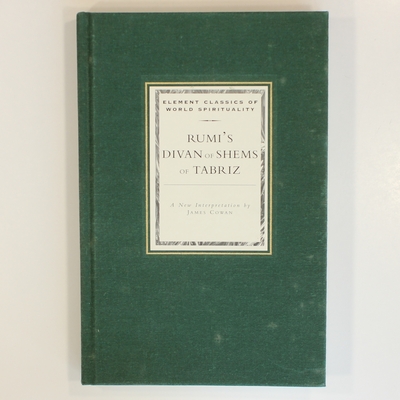 ELEMENT CLASSICS OF
WORLD SPIRITUALITY
RUMI'S
DIVAN OF SHEMS
OF TABRIZ
A New Interpretation by
JAMES COWAN